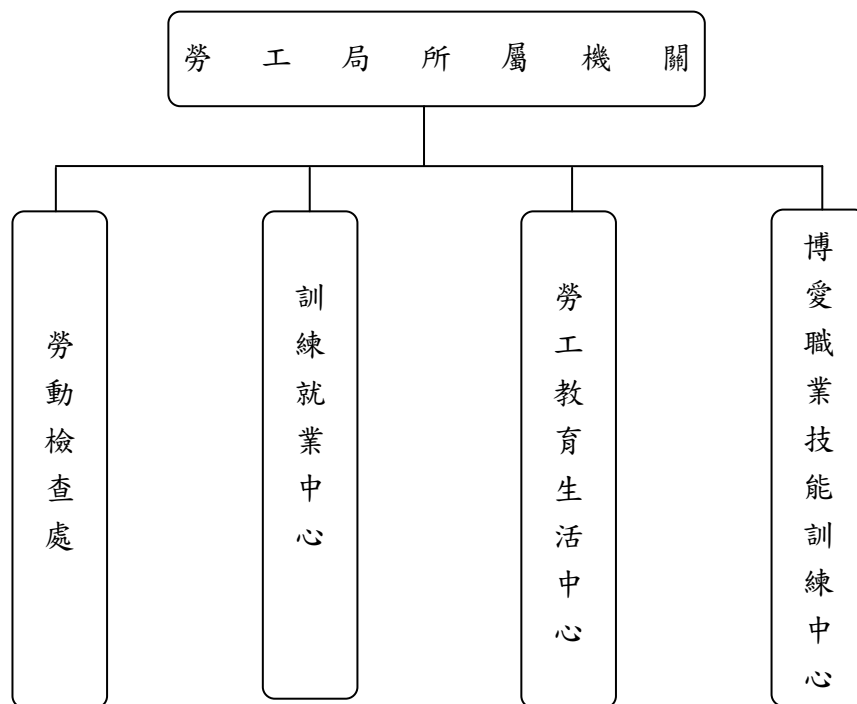 勞工局所屬機關
勞動檢查處
訓練就業中心
勞工教育生活中心
博愛職業技能訓練中心